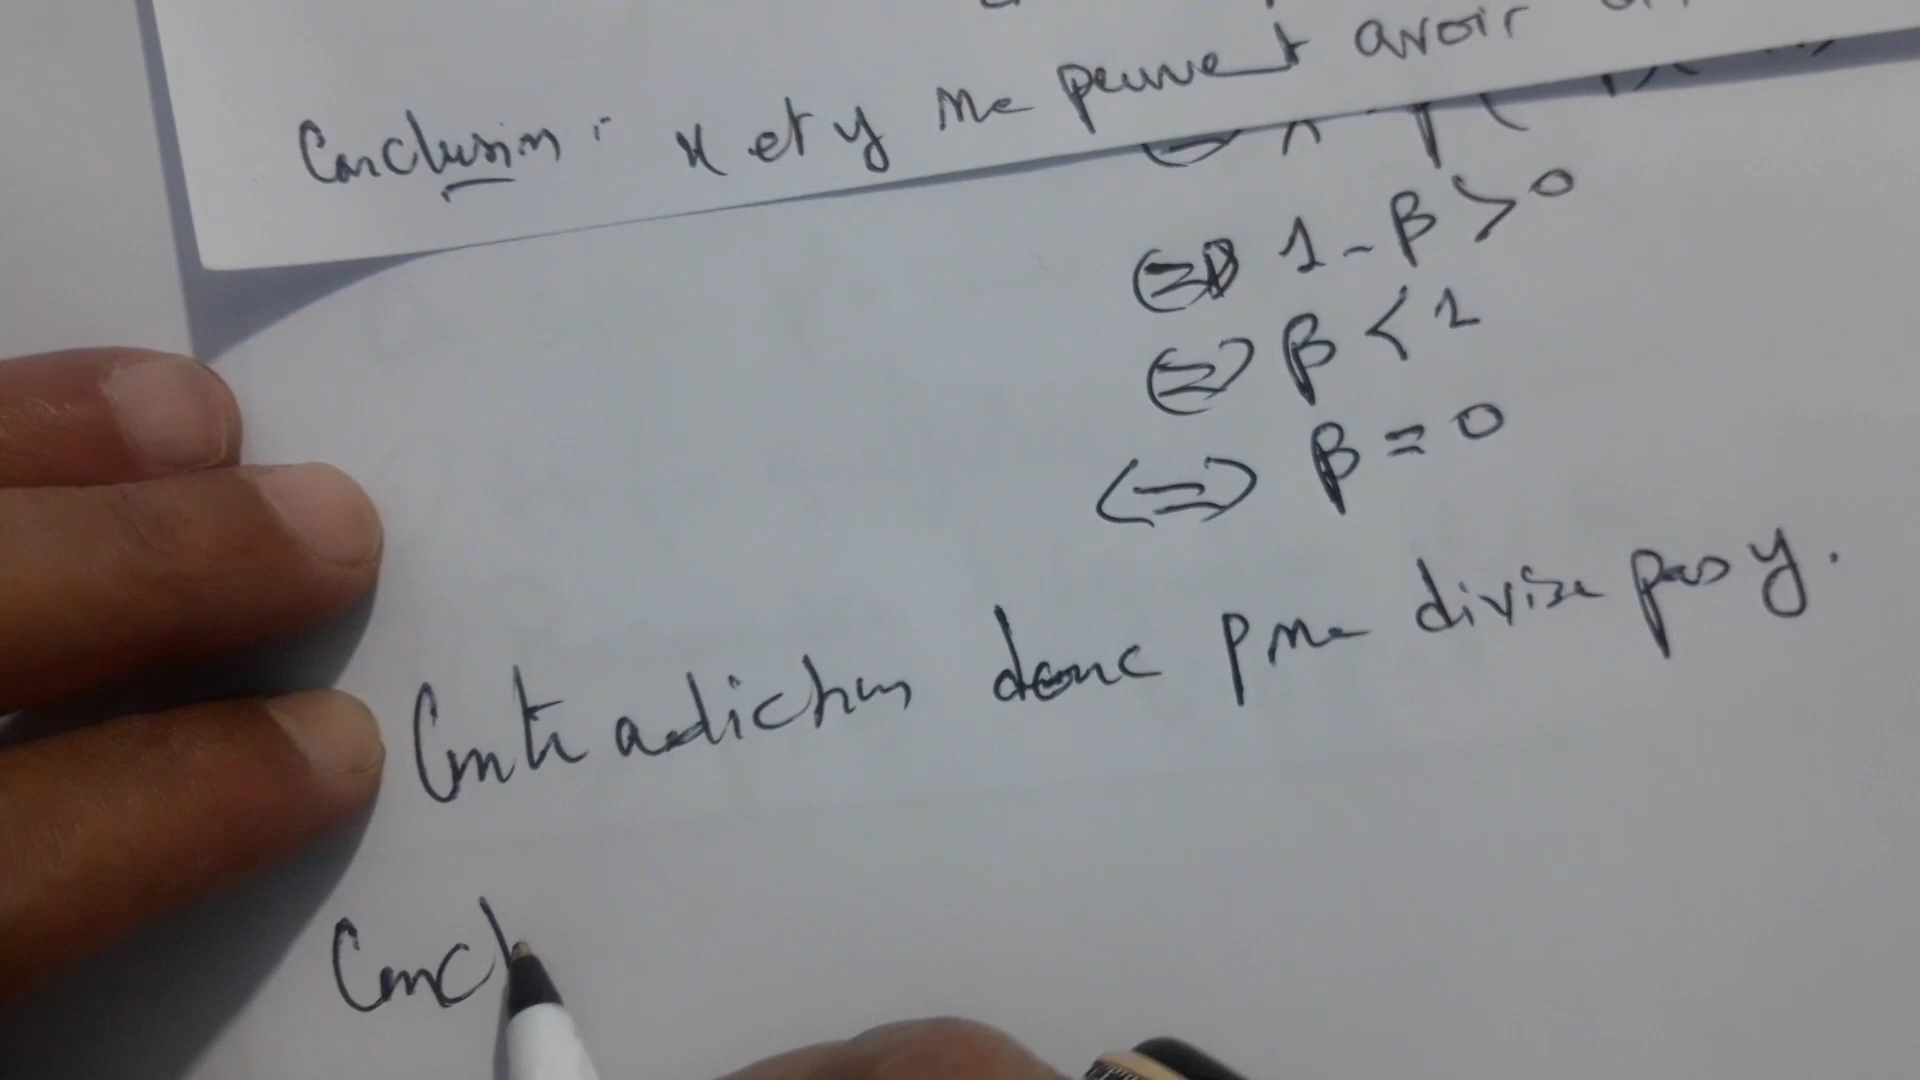 Conclusion : x et y ne peuvent avoir
⇔ 1 - β > 0
⇔ β < 1
⇔ β = 0
Contradiction donc p ne divise pas y.
Concl